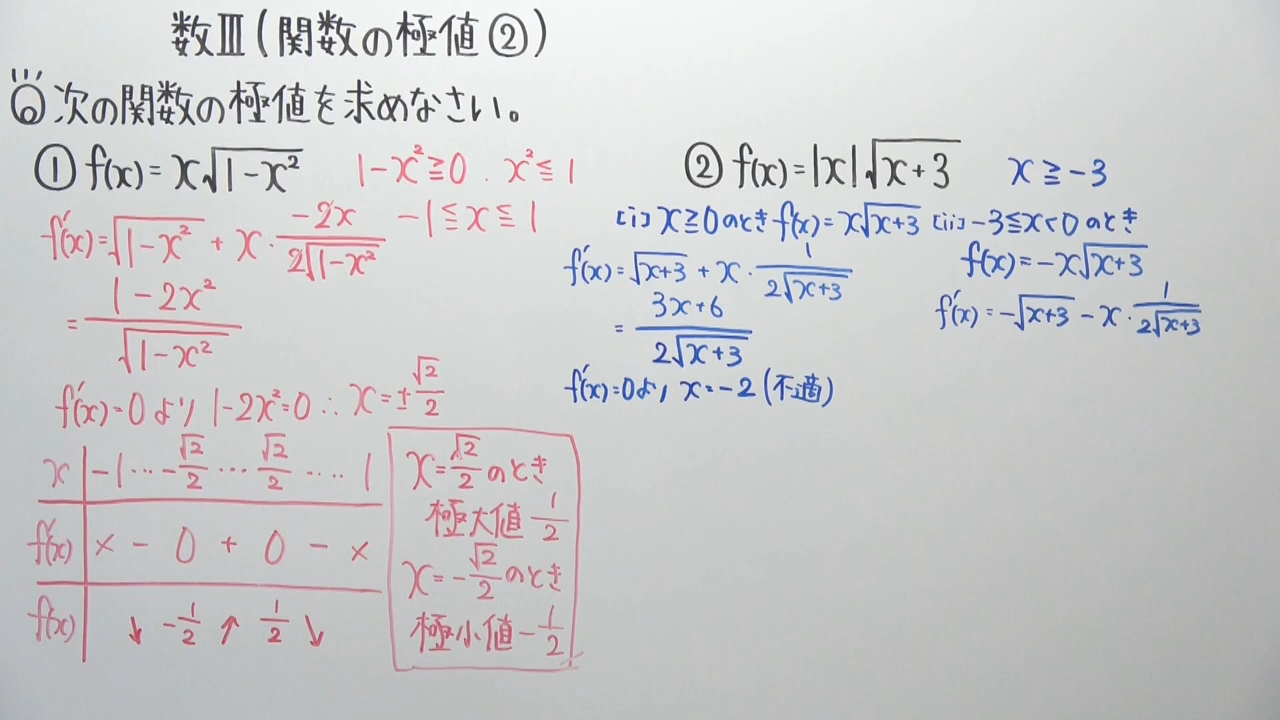 数Ⅲ(関数の極値②)
◎次の関数の極値を求めなさい。
① f(x)=x√(1-x²) 1-x²≧0. x²≦1
-1≦x≦1
f'(x)=√(1-x²)+x・(-2x)/(2√(1-x²))
=(1-2x²)/√(1-x²)
f'(x)=0より 1-2x²=0 ∴x=±√2/2
x -1 … -√2/2 … √2/2 …. 1
f'(x) × - 0 + 0 - ×
f(x) ↘ -1/2 ↗ 1/2 ↘
x=√2/2のとき
極大値 1/2
x=-√2/2のとき
極小値 -1/2
② f(x)=|x|√(x+3) x≧-3
(i) x≧0のとき f(x)=x√(x+3)
f'(x)=√(x+3)+x・1/(2√(x+3))
=(3x+6)/(2√(x+3))
f'(x)=0より x=-2(不適)
(ii) -3≦x<0のとき
f(x)=-x√(x+3)
f'(x)=-√(x+3)-x・1/(2√(x+3))